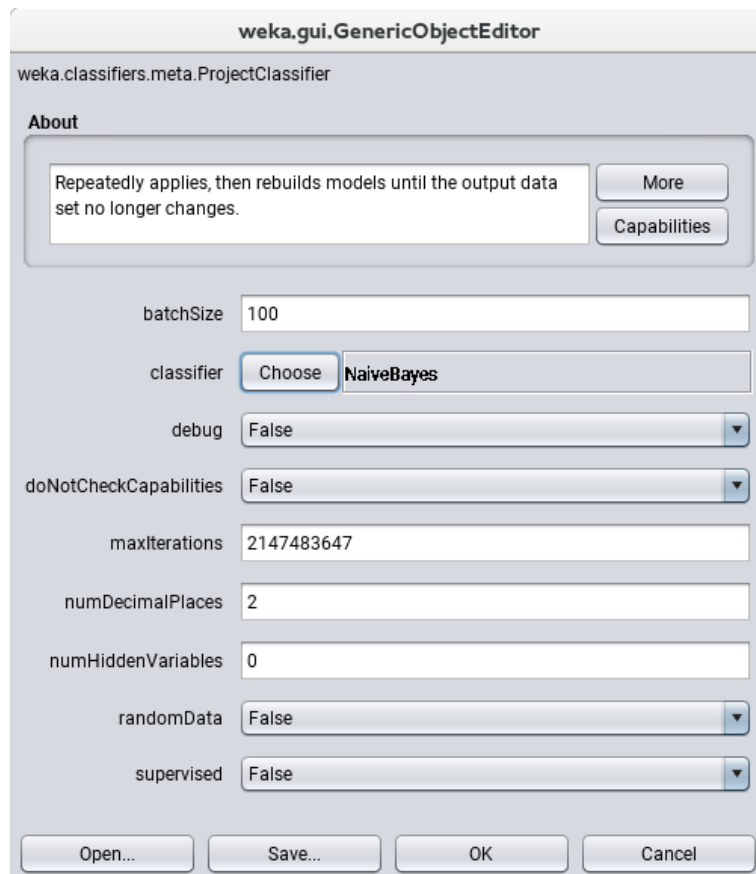 weka.gui.GenericObjectEditor
weka.classifiers.meta.ProjectClassifier
About
Repeatedly applies, then rebuilds models until the output data
set no longer changes.
More
Capabilities
batchSize 100
classifier Choose NaiveBayes
debug False
doNotCheckCapabilities False
maxIterations 2147483647
numDecimalPlaces 2
numHiddenVariables 0
randomData False
supervised False
Open... Save... OK Cancel